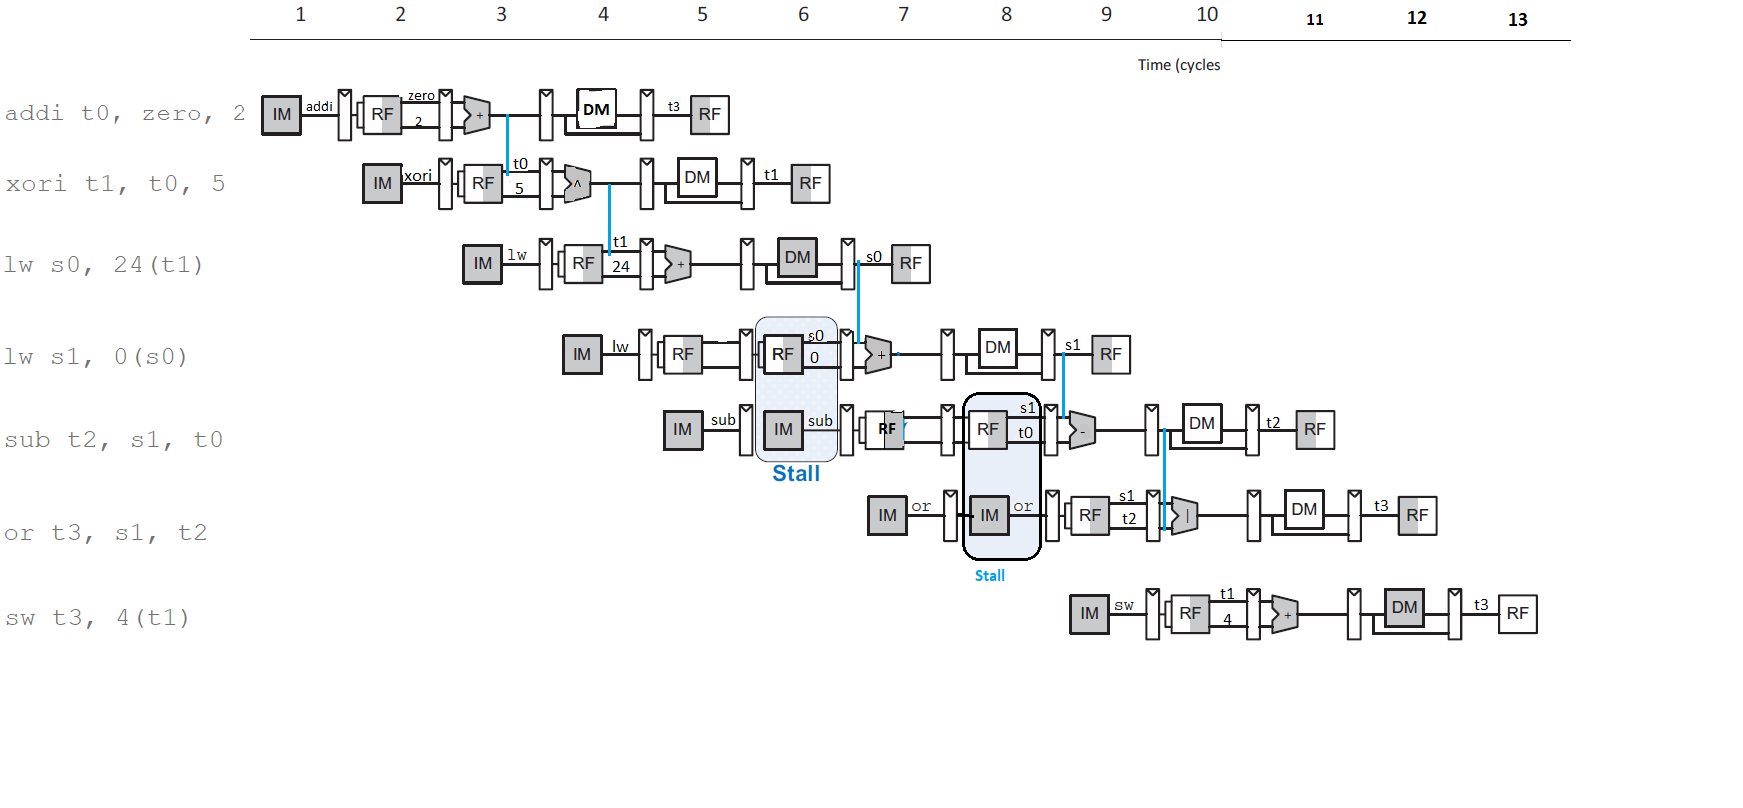 1 2 3 4 5 6 7 8 9 10 11 12 13
Time (cycles
addi t0, zero, 2 IM addi RF zero 2 + DM t3 RF
xori t1, t0, 5 IM xori RF t0 5 ^ DM t1 RF
lw s0, 24(t1) IM lw RF t1 24 + DM s0 RF
lw s1, 0(s0) IM lw RF RF s0 0 + DM s1 RF
sub t2, s1, t0 IM sub IM sub RF RF s1 t0 - DM t2 RF
Stall
or t3, s1, t2 IM or IM or RF s1 t2 | DM t3 RF
Stall
sw t3, 4(t1) IM sw RF t1 4 + DM t3 RF